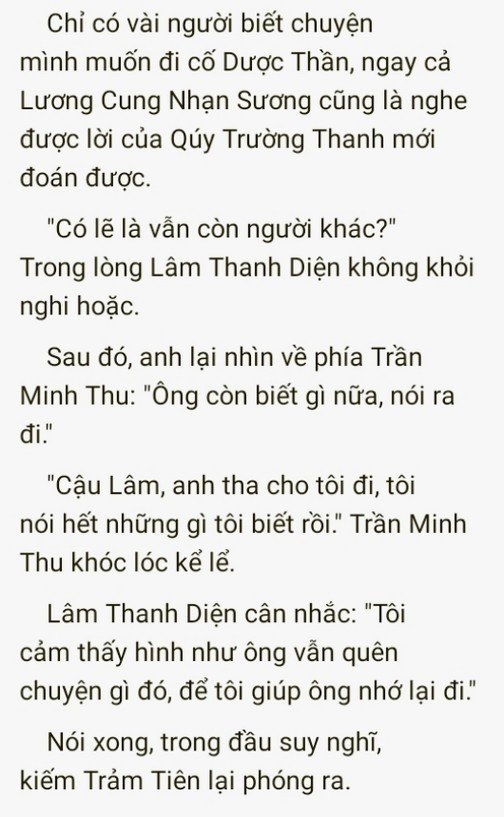 Chỉ có vài người biết chuyện
mình muốn đi cố Dược Thần, ngay cả
Lương Cung Nhạn Sương cũng là nghe
được lời của Qúy Trường Thanh mới
đoán được.
"Có lẽ là vẫn còn người khác?"
Trong lòng Lâm Thanh Diện không khỏi
nghi hoặc.
Sau đó, anh lại nhìn về phía Trần
Minh Thu: "Ông còn biết gì nữa, nói ra
đi."
"Cậu Lâm, anh tha cho tôi đi, tôi
nói hết những gì tôi biết rồi." Trần Minh
Thu khóc lóc kể lể.
Lâm Thanh Diện cân nhắc: "Tôi
cảm thấy hình như ông vẫn quên
chuyện gì đó, để tôi giúp ông nhớ lại đi."
Nói xong, trong đầu suy nghĩ,
kiếm Trảm Tiên lại phóng ra.